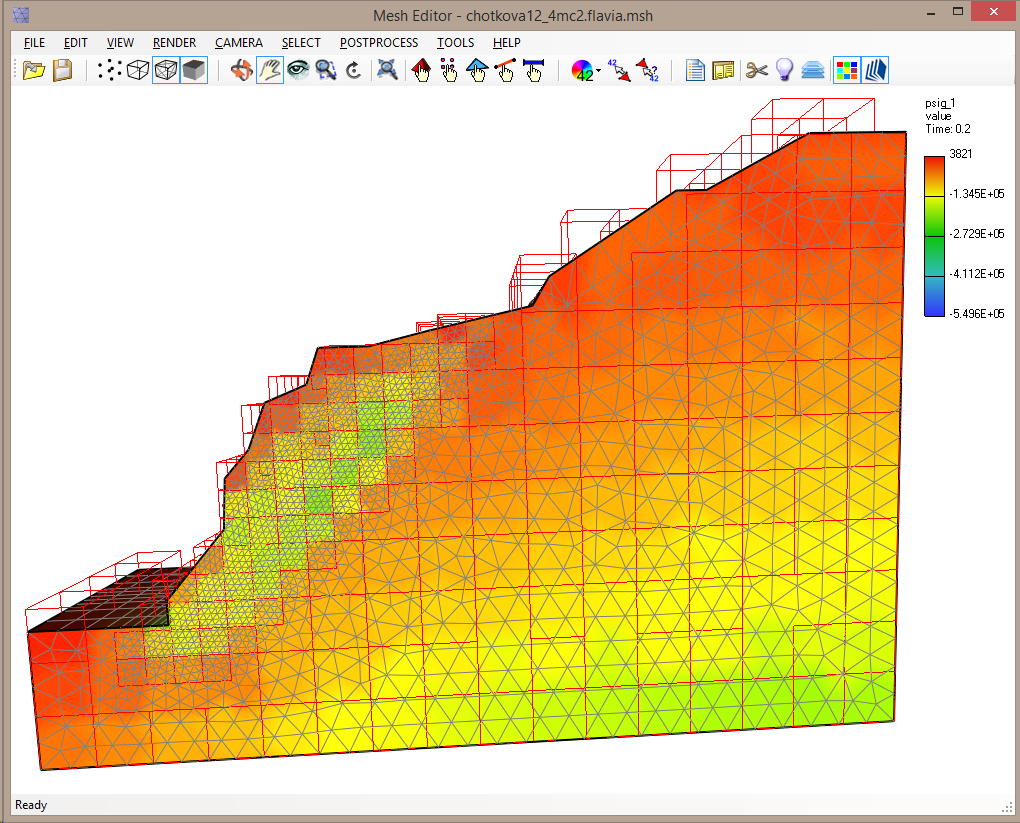 Mesh Editor - chotkova12_4mc2.flavia.msh
FILE EDIT VIEW RENDER CAMERA SELECT POSTPROCESS TOOLS HELP
42 42 ? 42
psig_1
value
Time: 0.2
3821
-1.345E+05
-2.729E+05
-4.112E+05
-5.496E+05
Ready